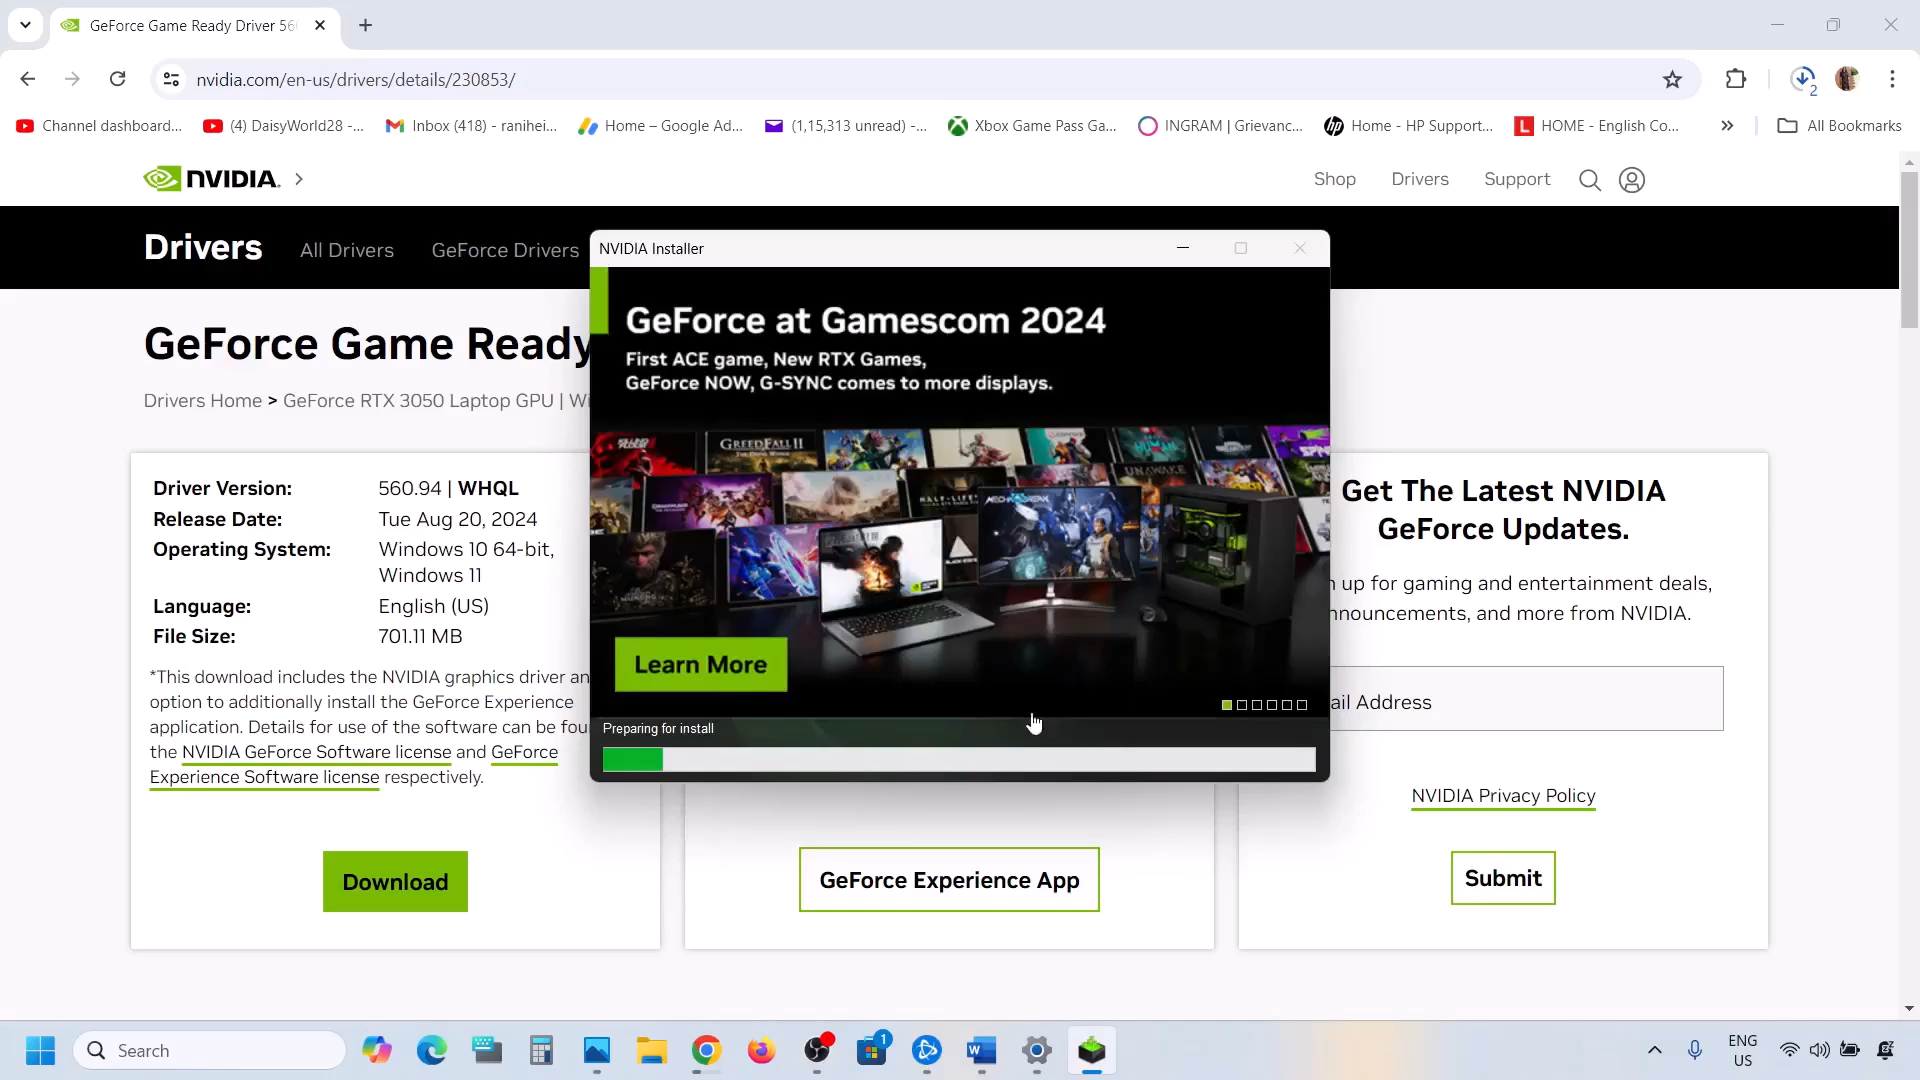 GeForce Game Ready Driver 56
nvidia.com/en-us/drivers/details/230853/
2
Channel dashboard...
(4) DaisyWorld28 -...
Inbox (418) - ranihei...
Home – Google Ad...
(1,15,313 unread) -...
Xbox Game Pass Ga...
INGRAM | Grievanc...
Home - HP Support...
HOME - English Co...
All Bookmarks
NVIDIA.
Shop
Drivers
Support
Drivers
All Drivers
GeForce Drivers
NVIDIA Installer
GeForce Game Ready
Drivers Home > GeForce RTX 3050 Laptop GPU | Wi
GeForce at Gamescom 2024
First ACE game, New RTX Games,
GeForce NOW, G-SYNC comes to more displays.
GREEDFALL II
UNAWAKE
HALF-LIFE
MECHABREAK
Learn More
Preparing for install
Driver Version: 560.94 | WHQL
Release Date: Tue Aug 20, 2024
Operating System: Windows 10 64-bit,
Windows 11
Language: English (US)
File Size: 701.11 MB
*This download includes the NVIDIA graphics driver an
option to additionally install the GeForce Experience
application. Details for use of the software can be fou
the NVIDIA GeForce Software license and GeForce
Experience Software license respectively.
Download
GeForce Experience App
Get The Latest NVIDIA
GeForce Updates.
n up for gaming and entertainment deals,
nnouncements, and more from NVIDIA.
ail Address
NVIDIA Privacy Policy
Submit
Search
1
ENG
US